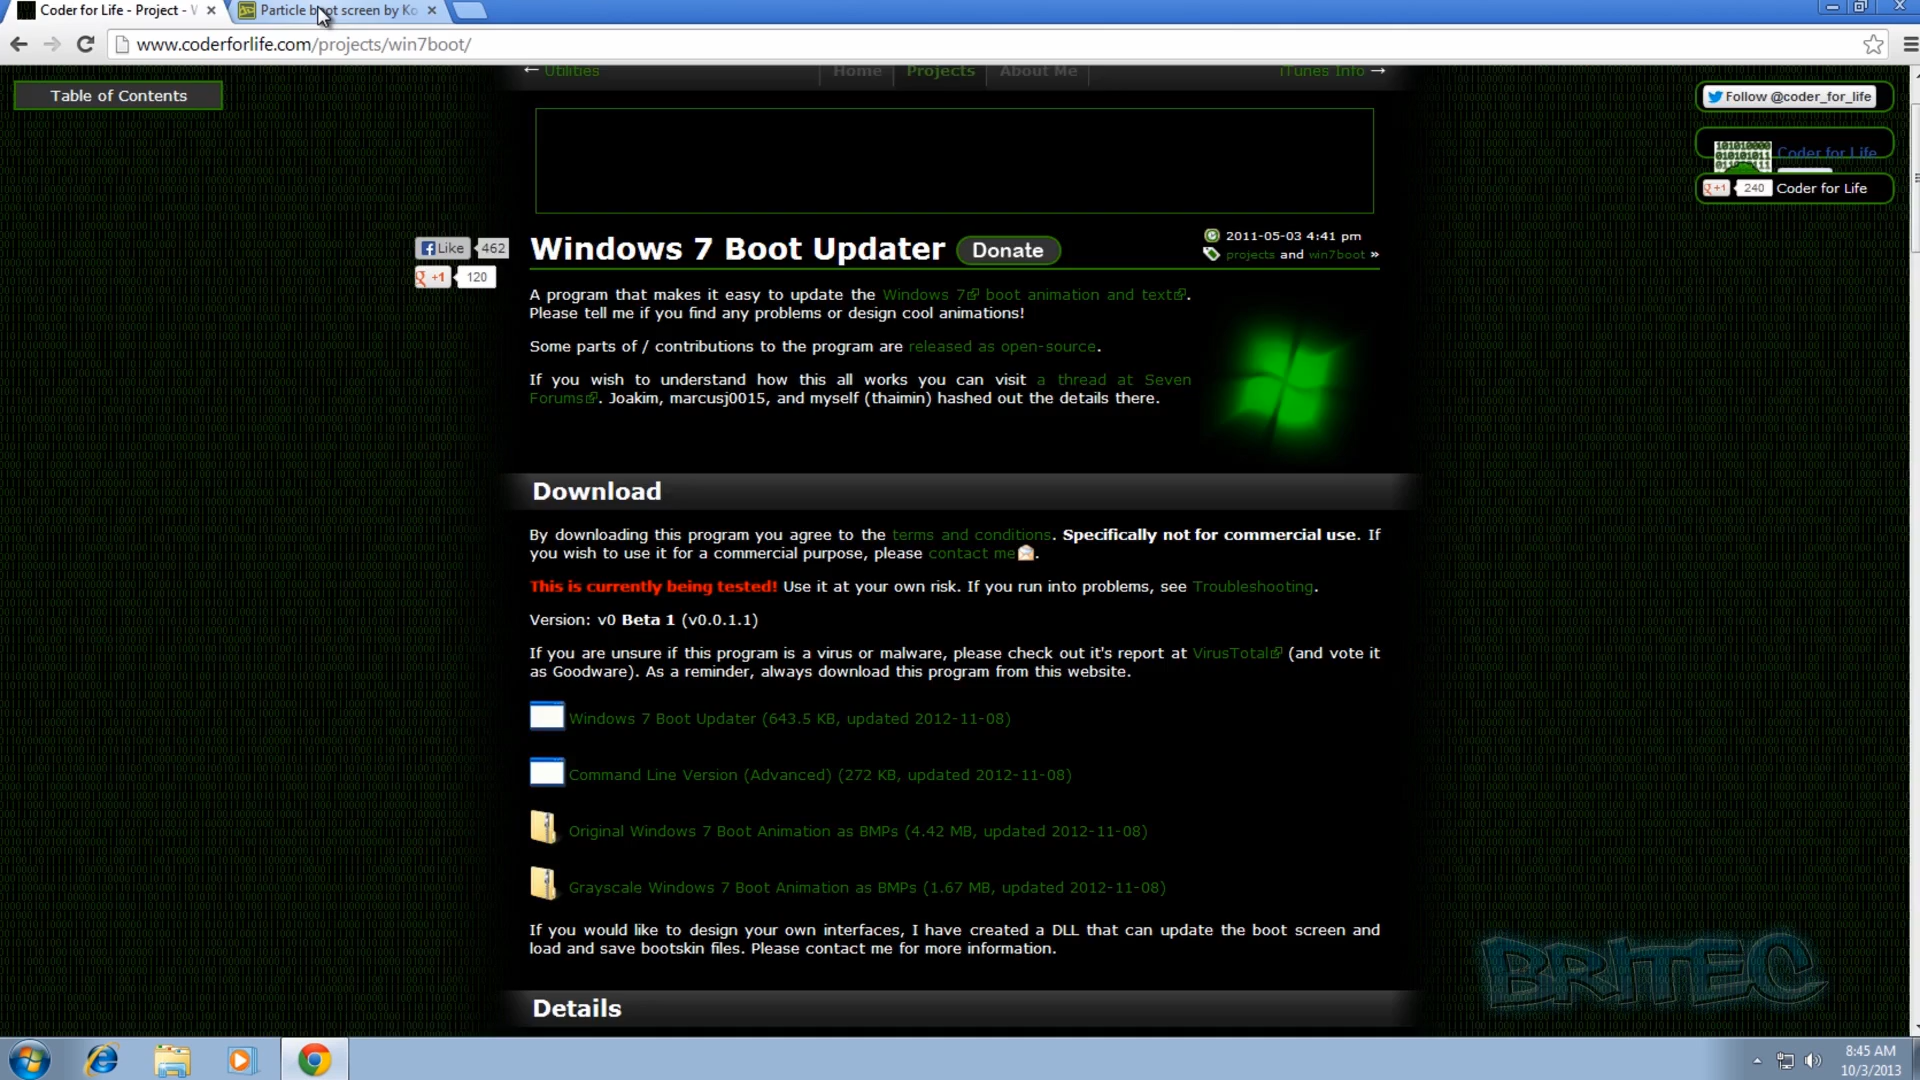 Coder for Life - Project - W
Particle boot screen by Ko
www.coderforlife.com/projects/win7boot/
← Utilities
Home
Projects
About Me
iTunes Info →
Table of Contents
Follow @coder_for_life
Coder for Life
+1 240 Coder for Life
Like 462
+1 120
Windows 7 Boot Updater
Donate
2011-05-03 4:41 pm
projects and win7boot »
A program that makes it easy to update the Windows 7 boot animation and text.
Please tell me if you find any problems or design cool animations!
Some parts of / contributions to the program are released as open-source.
If you wish to understand how this all works you can visit a thread at Seven
Forums. Joakim, marcusj0015, and myself (thaimin) hashed out the details there.
Download
By downloading this program you agree to the terms and conditions. Specifically not for commercial use. If
you wish to use it for a commercial purpose, please contact me.
This is currently being tested! Use it at your own risk. If you run into problems, see Troubleshooting.
Version: v0 Beta 1 (v0.0.1.1)
If you are unsure if this program is a virus or malware, please check out it's report at VirusTotal (and vote it
as Goodware). As a reminder, always download this program from this website.
Windows 7 Boot Updater (643.5 KB, updated 2012-11-08)
Command Line Version (Advanced) (272 KB, updated 2012-11-08)
Original Windows 7 Boot Animation as BMPs (4.42 MB, updated 2012-11-08)
Grayscale Windows 7 Boot Animation as BMPs (1.67 MB, updated 2012-11-08)
If you would like to design your own interfaces, I have created a DLL that can update the boot screen and
load and save bootskin files. Please contact me for more information.
BRITEC
Details
8:45 AM
10/3/2013